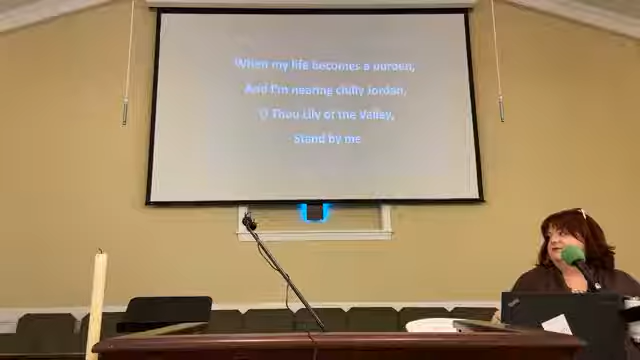 When my life becomes a burden,
And I'm nearing chilly Jordan,
O Thou Lily of the Valley,
Stand by me